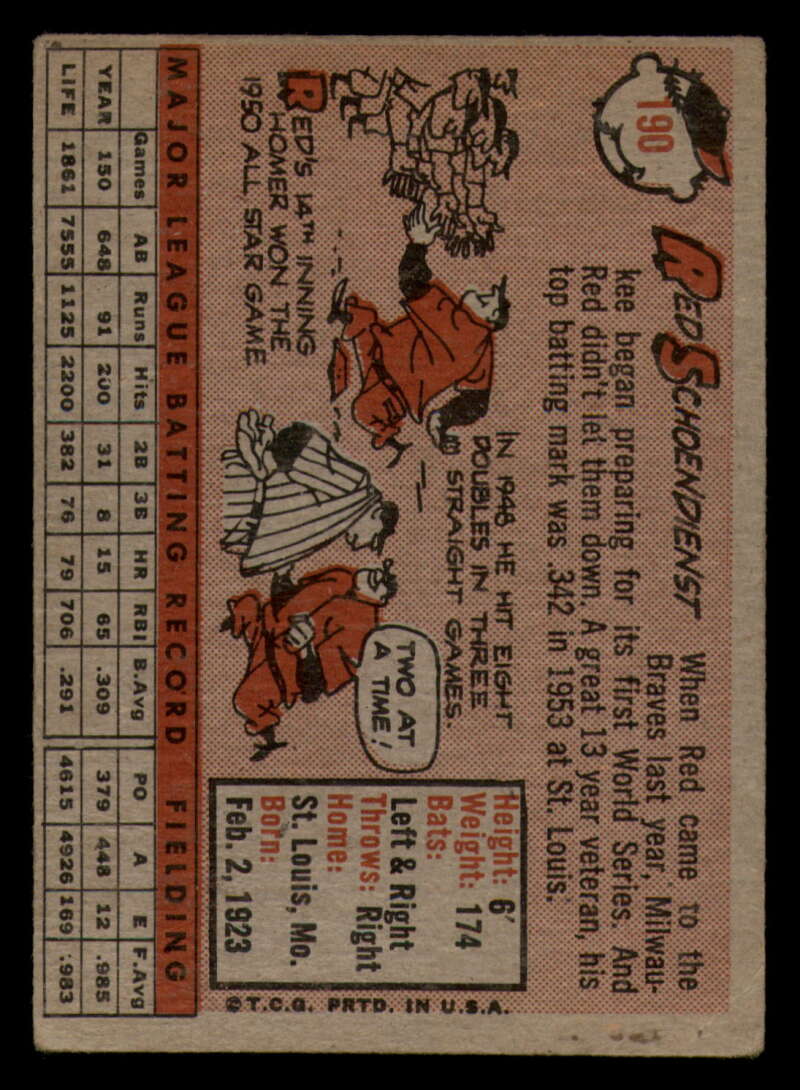 190
RED SCHOENDIENST
When Red came to the
Braves last year, Milwau-
kee began preparing for its first World Series. And
Red didn't let them down. A great 13 year veteran, his
top batting mark was .342 in 1953 at St. Louis.
RED'S 14TH INNING
HOMER WON THE
1950 ALL STAR GAME
IN 1948 HE HIT EIGHT
DOUBLES IN THREE
STRAIGHT GAMES.
TWO AT
A TIME!
Height: 6'
Weight: 174
Bats:
Left & Right
Throws: Right
Home:
St. Louis, Mo.
Born:
Feb. 2, 1923
© T.C.G. PRTD. IN U.S.A.
MAJOR LEAGUE BATTING RECORD FIELDING
Games AB Runs Hits 2B 3B HR RBI B.Avg PO A E F.Avg
YEAR 150 648 91 200 31 8 15 65 .309 379 448 12 .985
LIFE 1861 7555 1125 2200 382 76 79 706 .291 4615 4926 169 .983